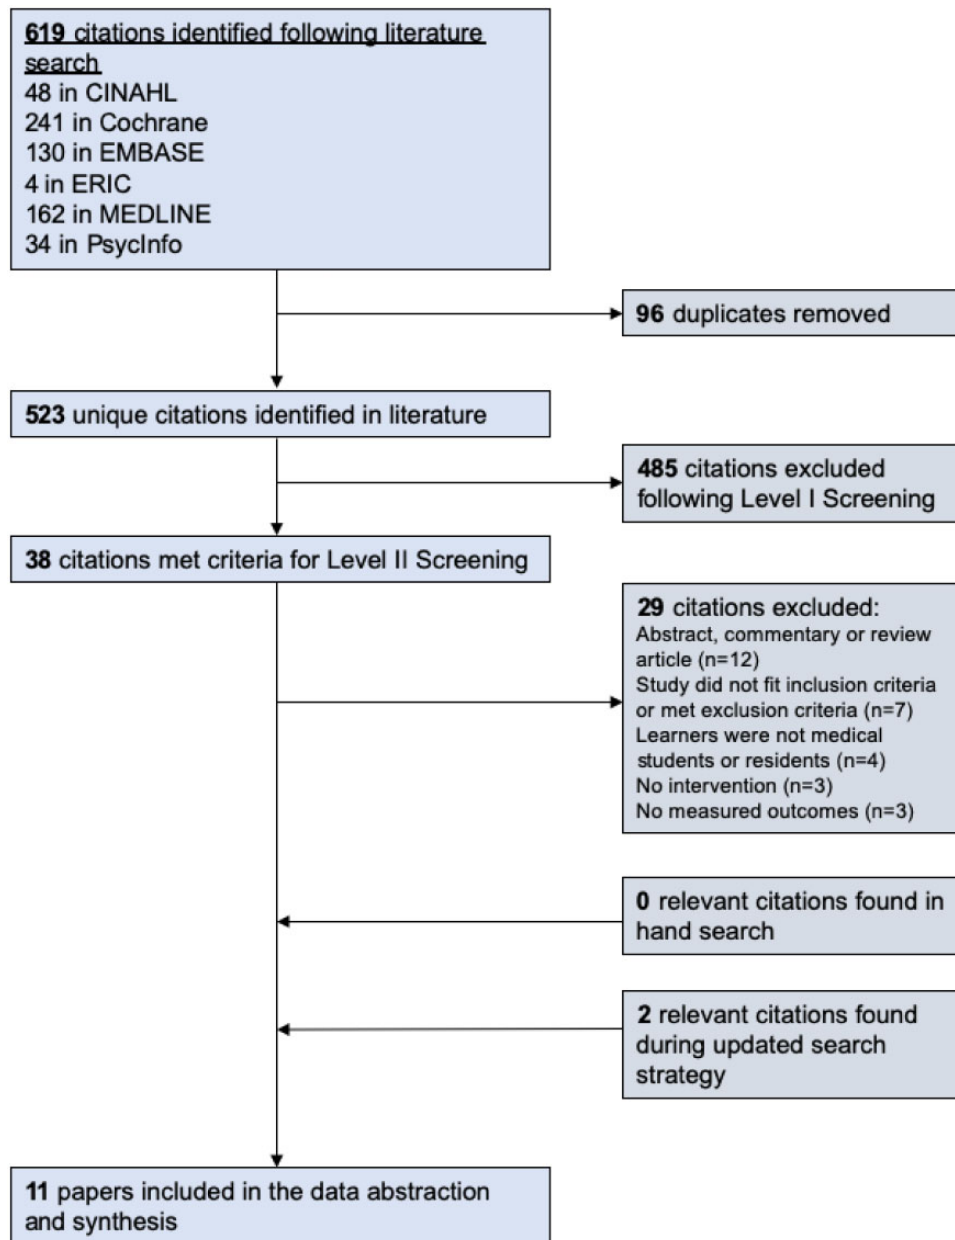 619 citations identified following literature
search
48 in CINAHL
241 in Cochrane
130 in EMBASE
4 in ERIC
162 in MEDLINE
34 in PsycInfo
96 duplicates removed
523 unique citations identified in literature
485 citations excluded
following Level I Screening
38 citations met criteria for Level II Screening
29 citations excluded:
Abstract, commentary or review
article (n=12)
Study did not fit inclusion criteria
or met exclusion criteria (n=7)
Learners were not medical
students or residents (n=4)
No intervention (n=3)
No measured outcomes (n=3)
0 relevant citations found in
hand search
2 relevant citations found
during updated search
strategy
11 papers included in the data abstraction
and synthesis